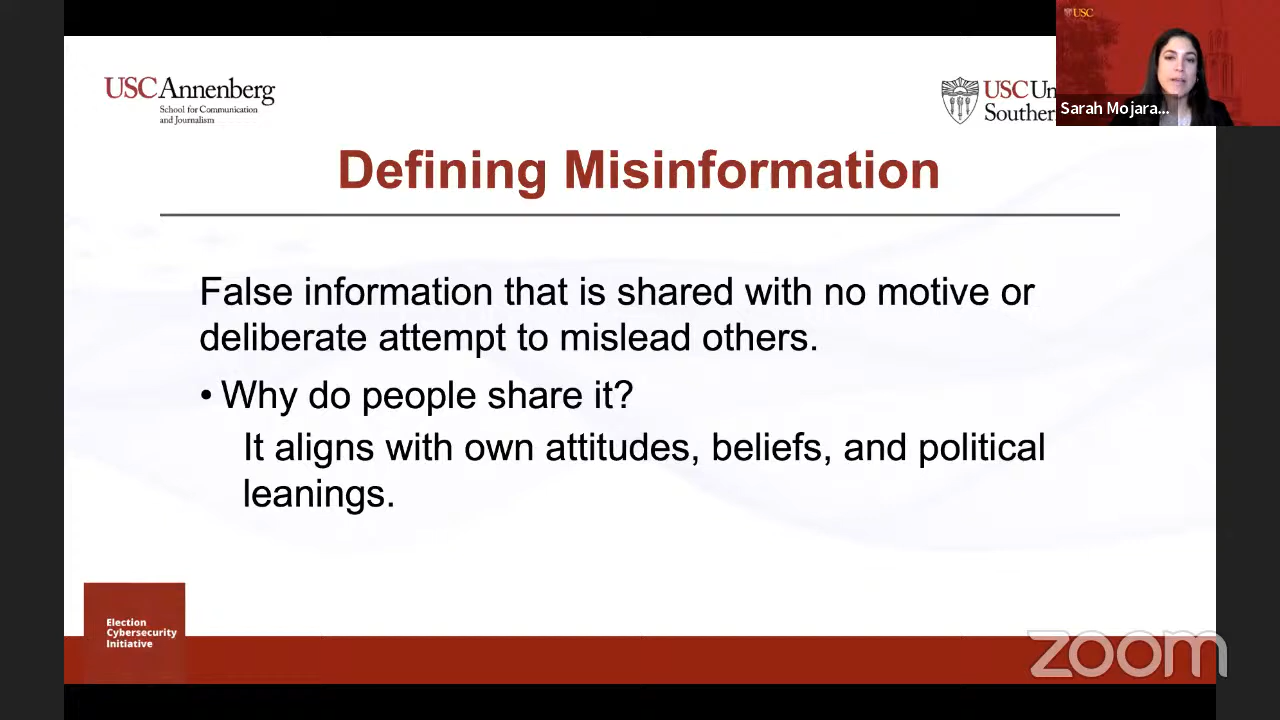 USC
USC Annenberg
School for Communication
and Journalism
USC Un
Souther
Sarah Mojara...
Defining Misinformation
False information that is shared with no motive or
deliberate attempt to mislead others.
• Why do people share it?
It aligns with own attitudes, beliefs, and political
leanings.
Election
Cybersecurity
Initiative
zoom